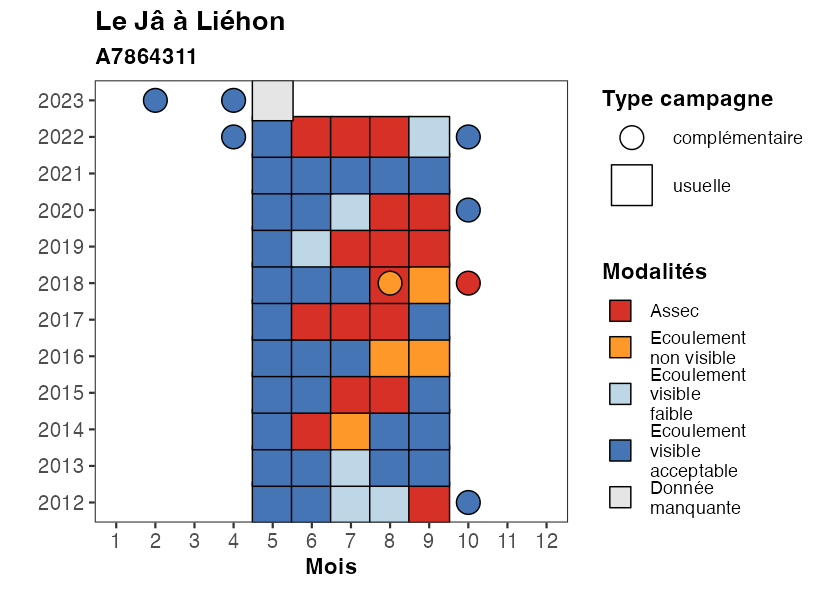 Le Jâ à Liéhon
A7864311
2023
2022
2021
2020
2019
2018
2017
2016
2015
2014
2013
2012
1 2 3 4 5 6 7 8 9 10 11 12
Mois
Type campagne
complémentaire
usuelle
Modalités
Assec
Ecoulement
non visible
Ecoulement
visible
faible
Ecoulement
visible
acceptable
Donnée
manquante